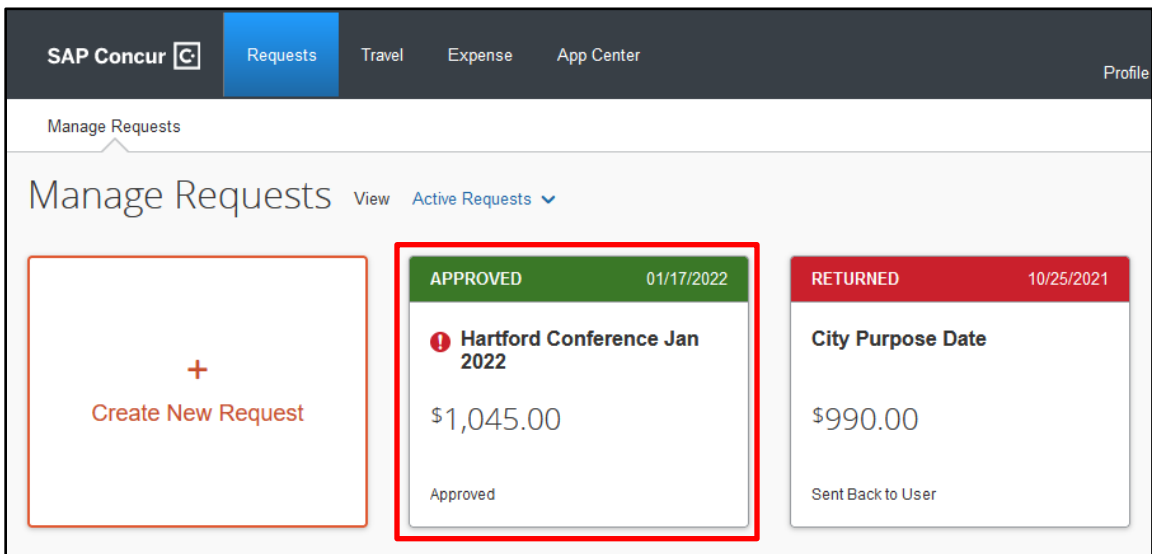 SAP Concur C Requests Travel Expense App Center
Profile
Manage Requests
Manage Requests View Active Requests
+
Create New Request
APPROVED 01/17/2022
Hartford Conference Jan
2022
$1,045.00
Approved
RETURNED 10/25/2021
City Purpose Date
$990.00
Sent Back to User